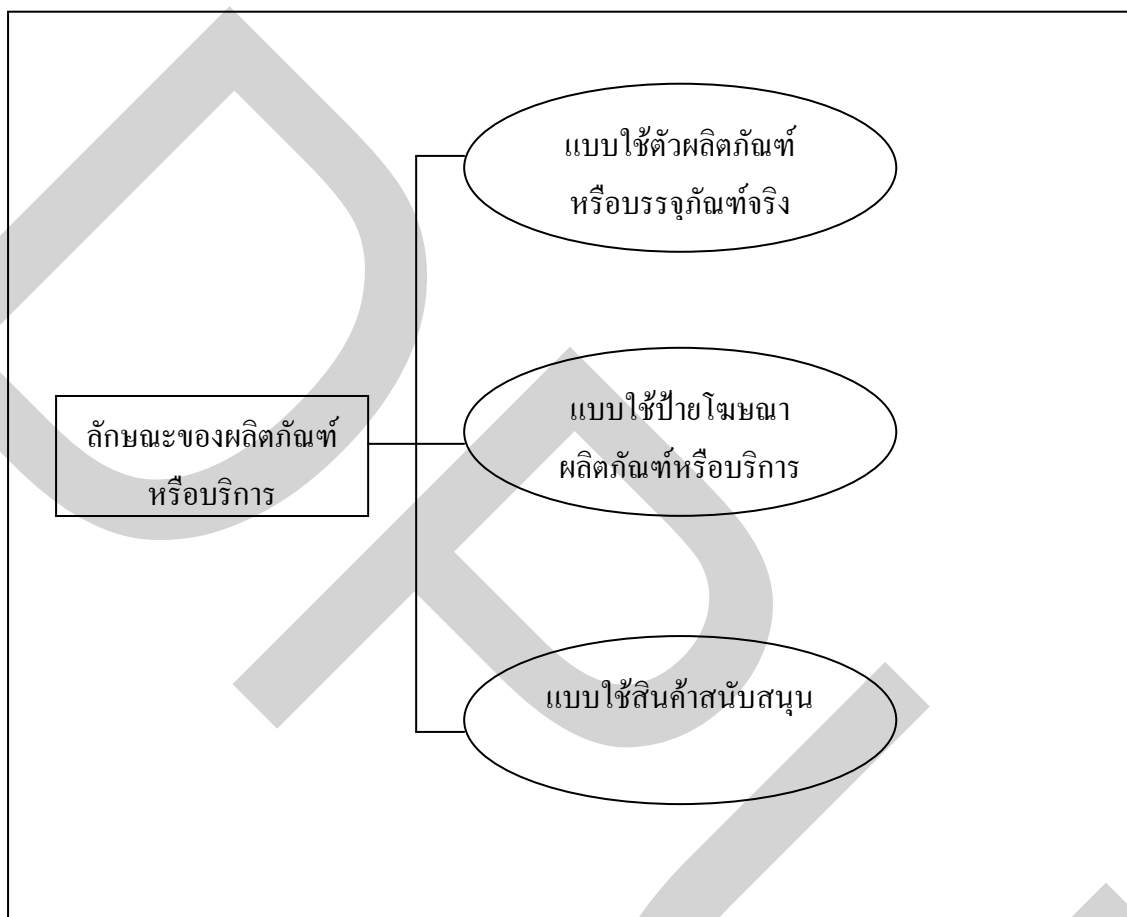 แบบใช้ตัวผลิตภัณฑ์
หรือบรรจุภัณฑ์จริง
ลักษณะของผลิตภัณฑ์
หรือบริการ
แบบใช้ป้ายโฆษณา
ผลิตภัณฑ์หรือบริการ
แบบใช้สินค้าสนับสนุน